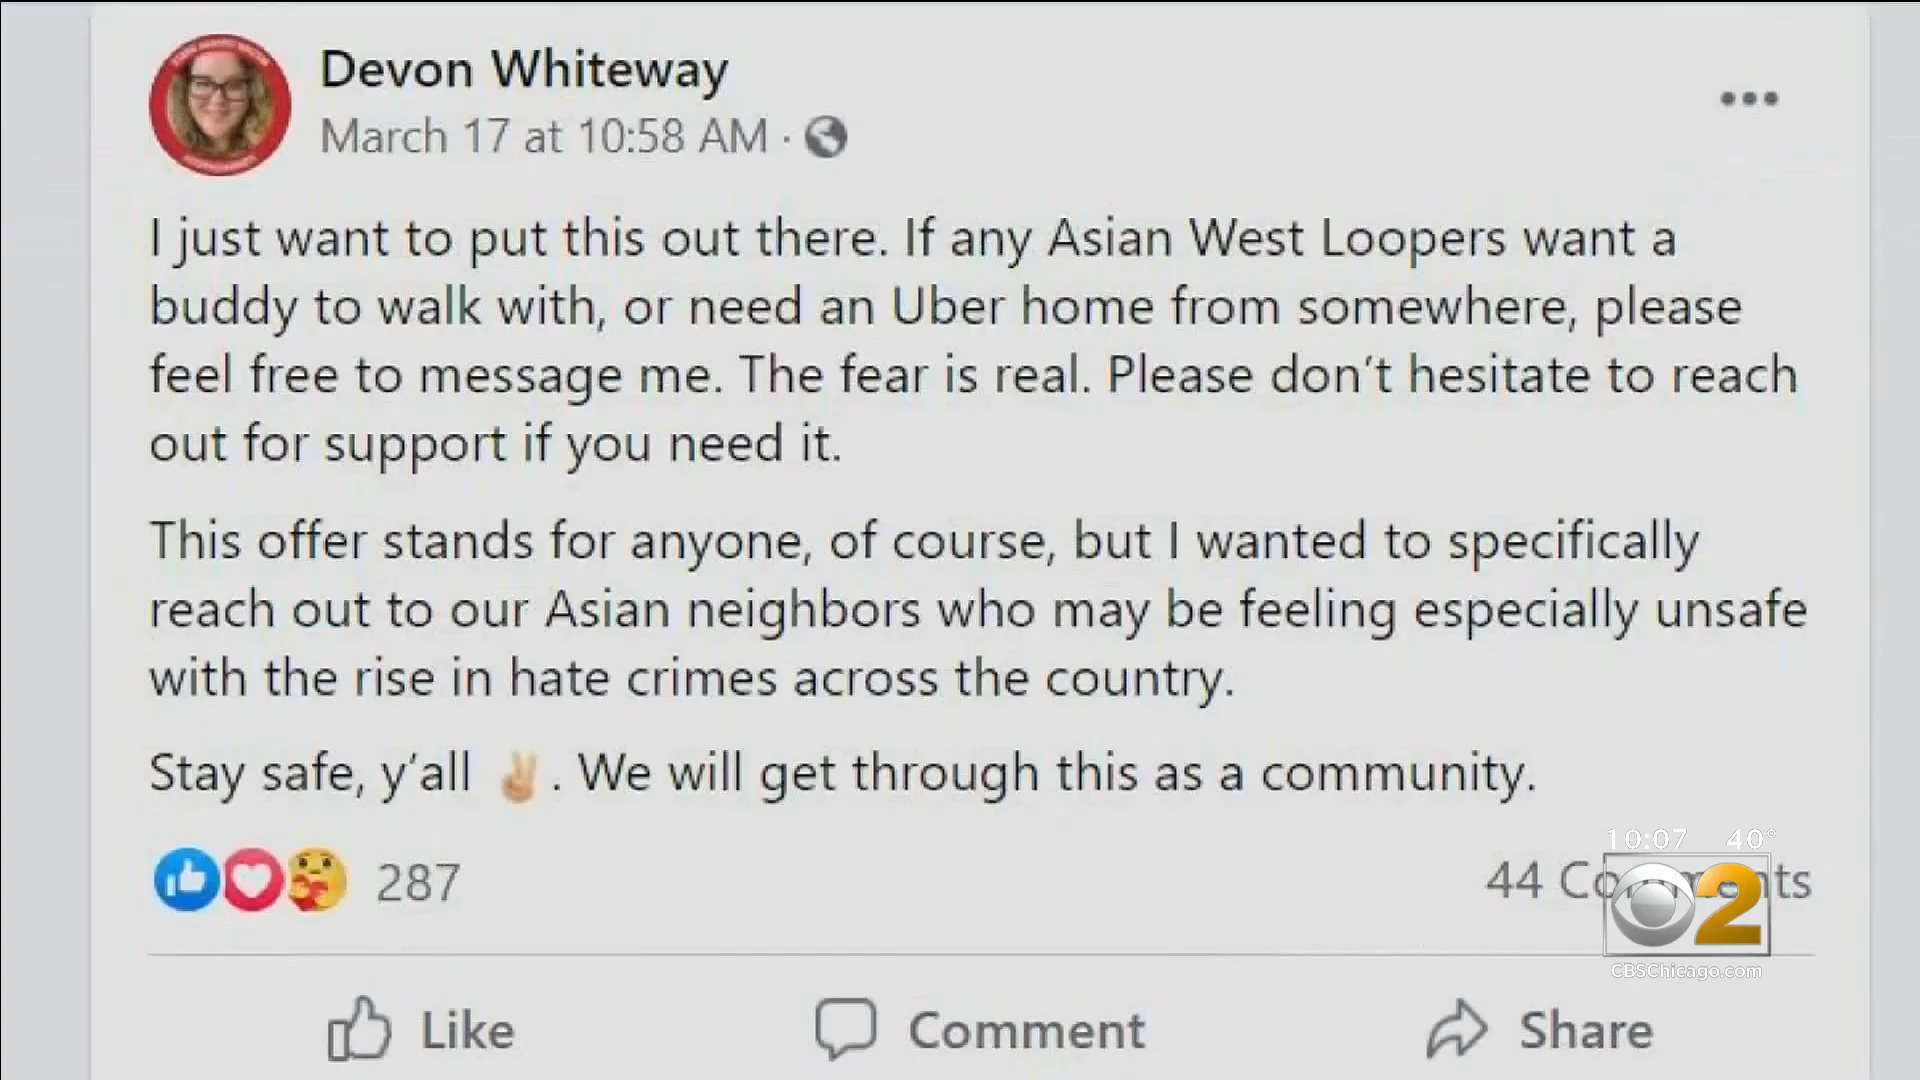 Devon Whiteway
March 17 at 10:58 AM ·
I just want to put this out there. If any Asian West Loopers want a
buddy to walk with, or need an Uber home from somewhere, please
feel free to message me. The fear is real. Please don't hesitate to reach
out for support if you need it.
This offer stands for anyone, of course, but I wanted to specifically
reach out to our Asian neighbors who may be feeling especially unsafe
with the rise in hate crimes across the country.
Stay safe, y'all ✌🏼. We will get through this as a community.
10:07 40°
287
44 Comments
2
CBSChicago.com
Like
Comment
Share